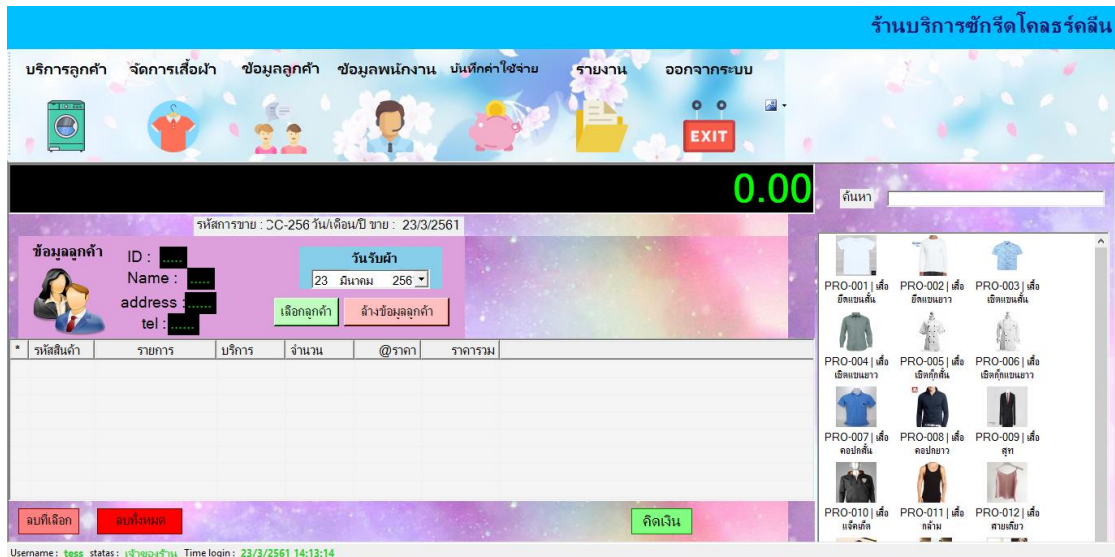 ร้านบริการซักรีดโคลธร์คลีน
บริการลูกค้า จัดการเสื้อผ้า ข้อมูลลูกค้า ข้อมูลพนักงาน บันทึกค่าใช้จ่าย รายงาน ออกจากระบบ
EXIT
0.00
ค้นหา
รหัสการขาย : CC-256 วัน/เดือน/ปี ขาย : 23/3/2561
ข้อมูลลูกค้า
ID : .....
Name : .....
address : ......
tel : ......
วันรับผ้า
23 มีนาคม 256
เลือกลูกค้า ล้างข้อมูลลูกค้า
* รหัสสินค้า รายการ บริการ จำนวน @ราคา ราคารวม
PRO-001 | เสื้อ PRO-002 | เสื้อ PRO-003 | เสื้อ
ยืดแขนสั้น ยืดแขนยาว เชิตแขนสั้น
PRO-004 | เสื้อ PRO-005 | เสื้อ PRO-006 | เสื้อ
เชิตแขนยาว เชิตกุ๊กสั้น เชิตกุ๊กแขนยาว
PRO-007 | เสื้อ PRO-008 | เสื้อ PRO-009 | เสื้อ
คอปกสั้น คอปกยาว สูท
PRO-010 | เสื้อ PRO-011 | เสื้อ PRO-012 | เสื้อ
แจ็คเก็ต กล้าม สายเดียว
ลบที่เลือก ลบทั้งหมด คิดเงิน
Username : tess statas : เจ้าของร้าน Time login : 23/3/2561 14:13:14